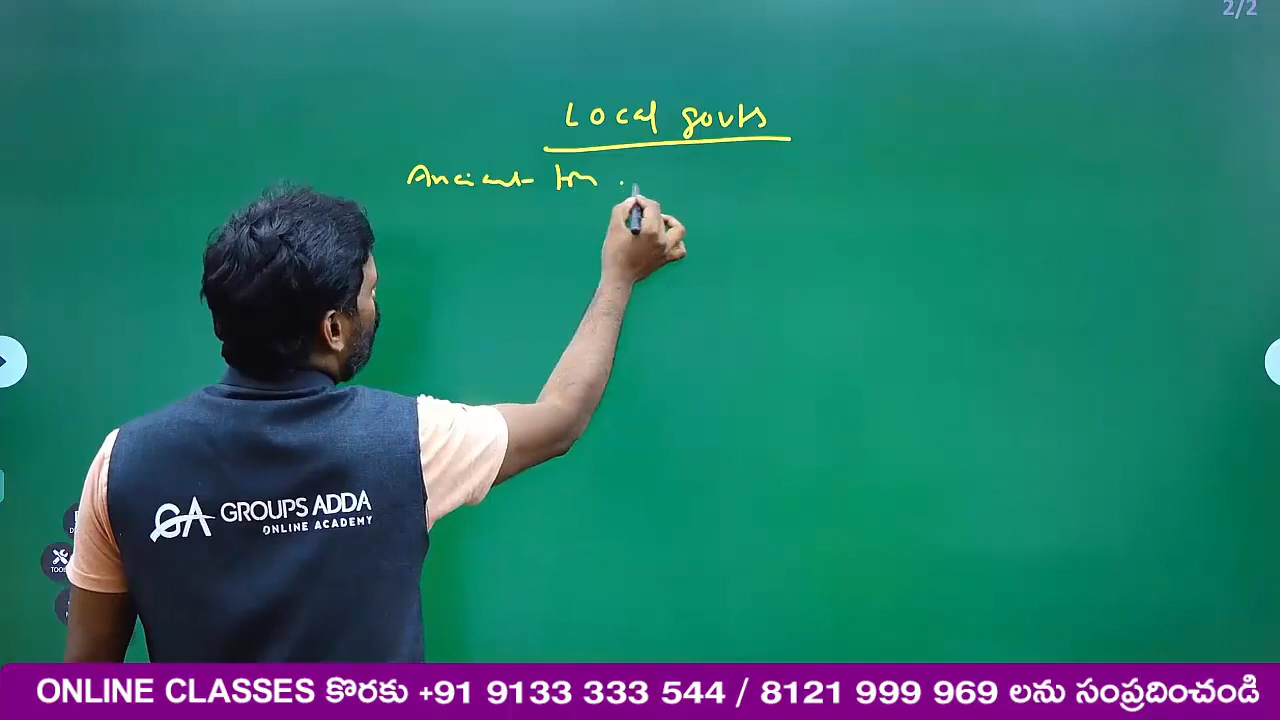 2/2
Local govts
Ancient
GA GROUPS ADDA
ONLINE ACADEMY
TOOL
ONLINE CLASSES కొరకు +91 9133 333 544 / 8121 999 969 లను సంప్రదించండి